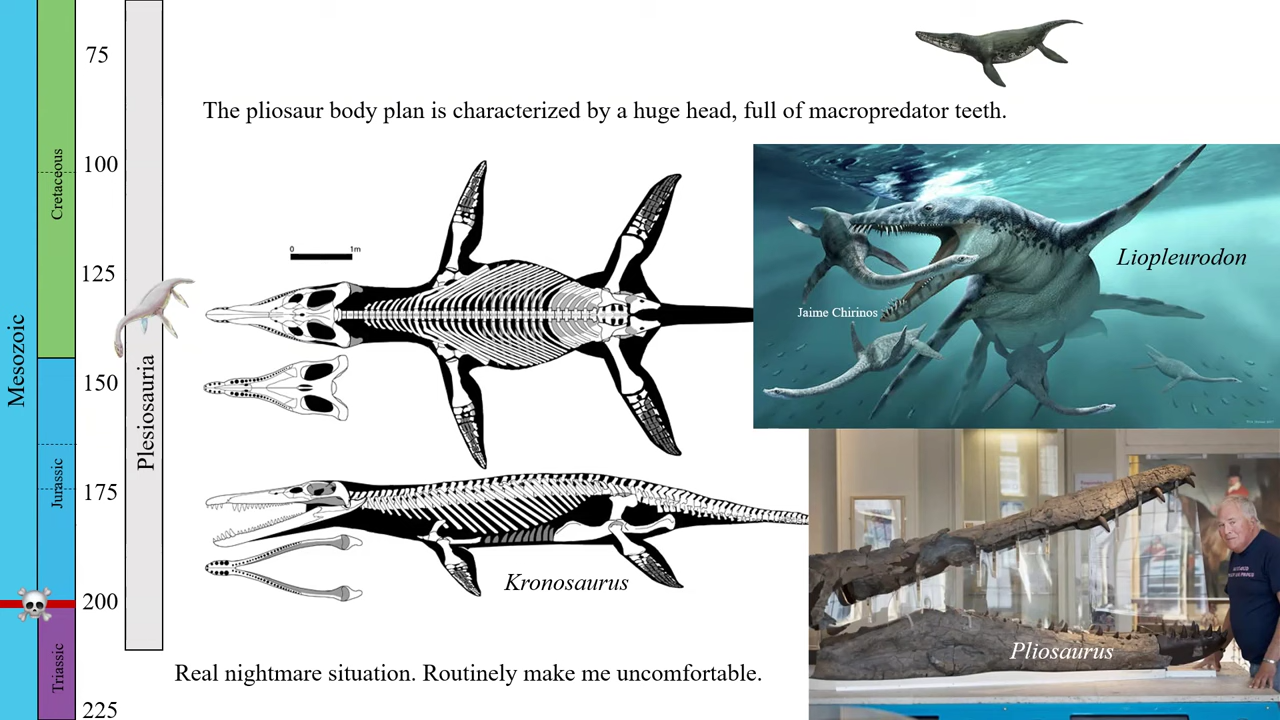 The pliosaur body plan is characterized by a huge head, full of macropredator teeth.
Mesozoic
Cretaceous
Jurassic
Triassic
75
100
125
150
175
200
225
Plesiosauria
0 1m
Kronosaurus
Liopleurodon
Jaime Chirinos
Pliosaurus
Real nightmare situation. Routinely make me uncomfortable.